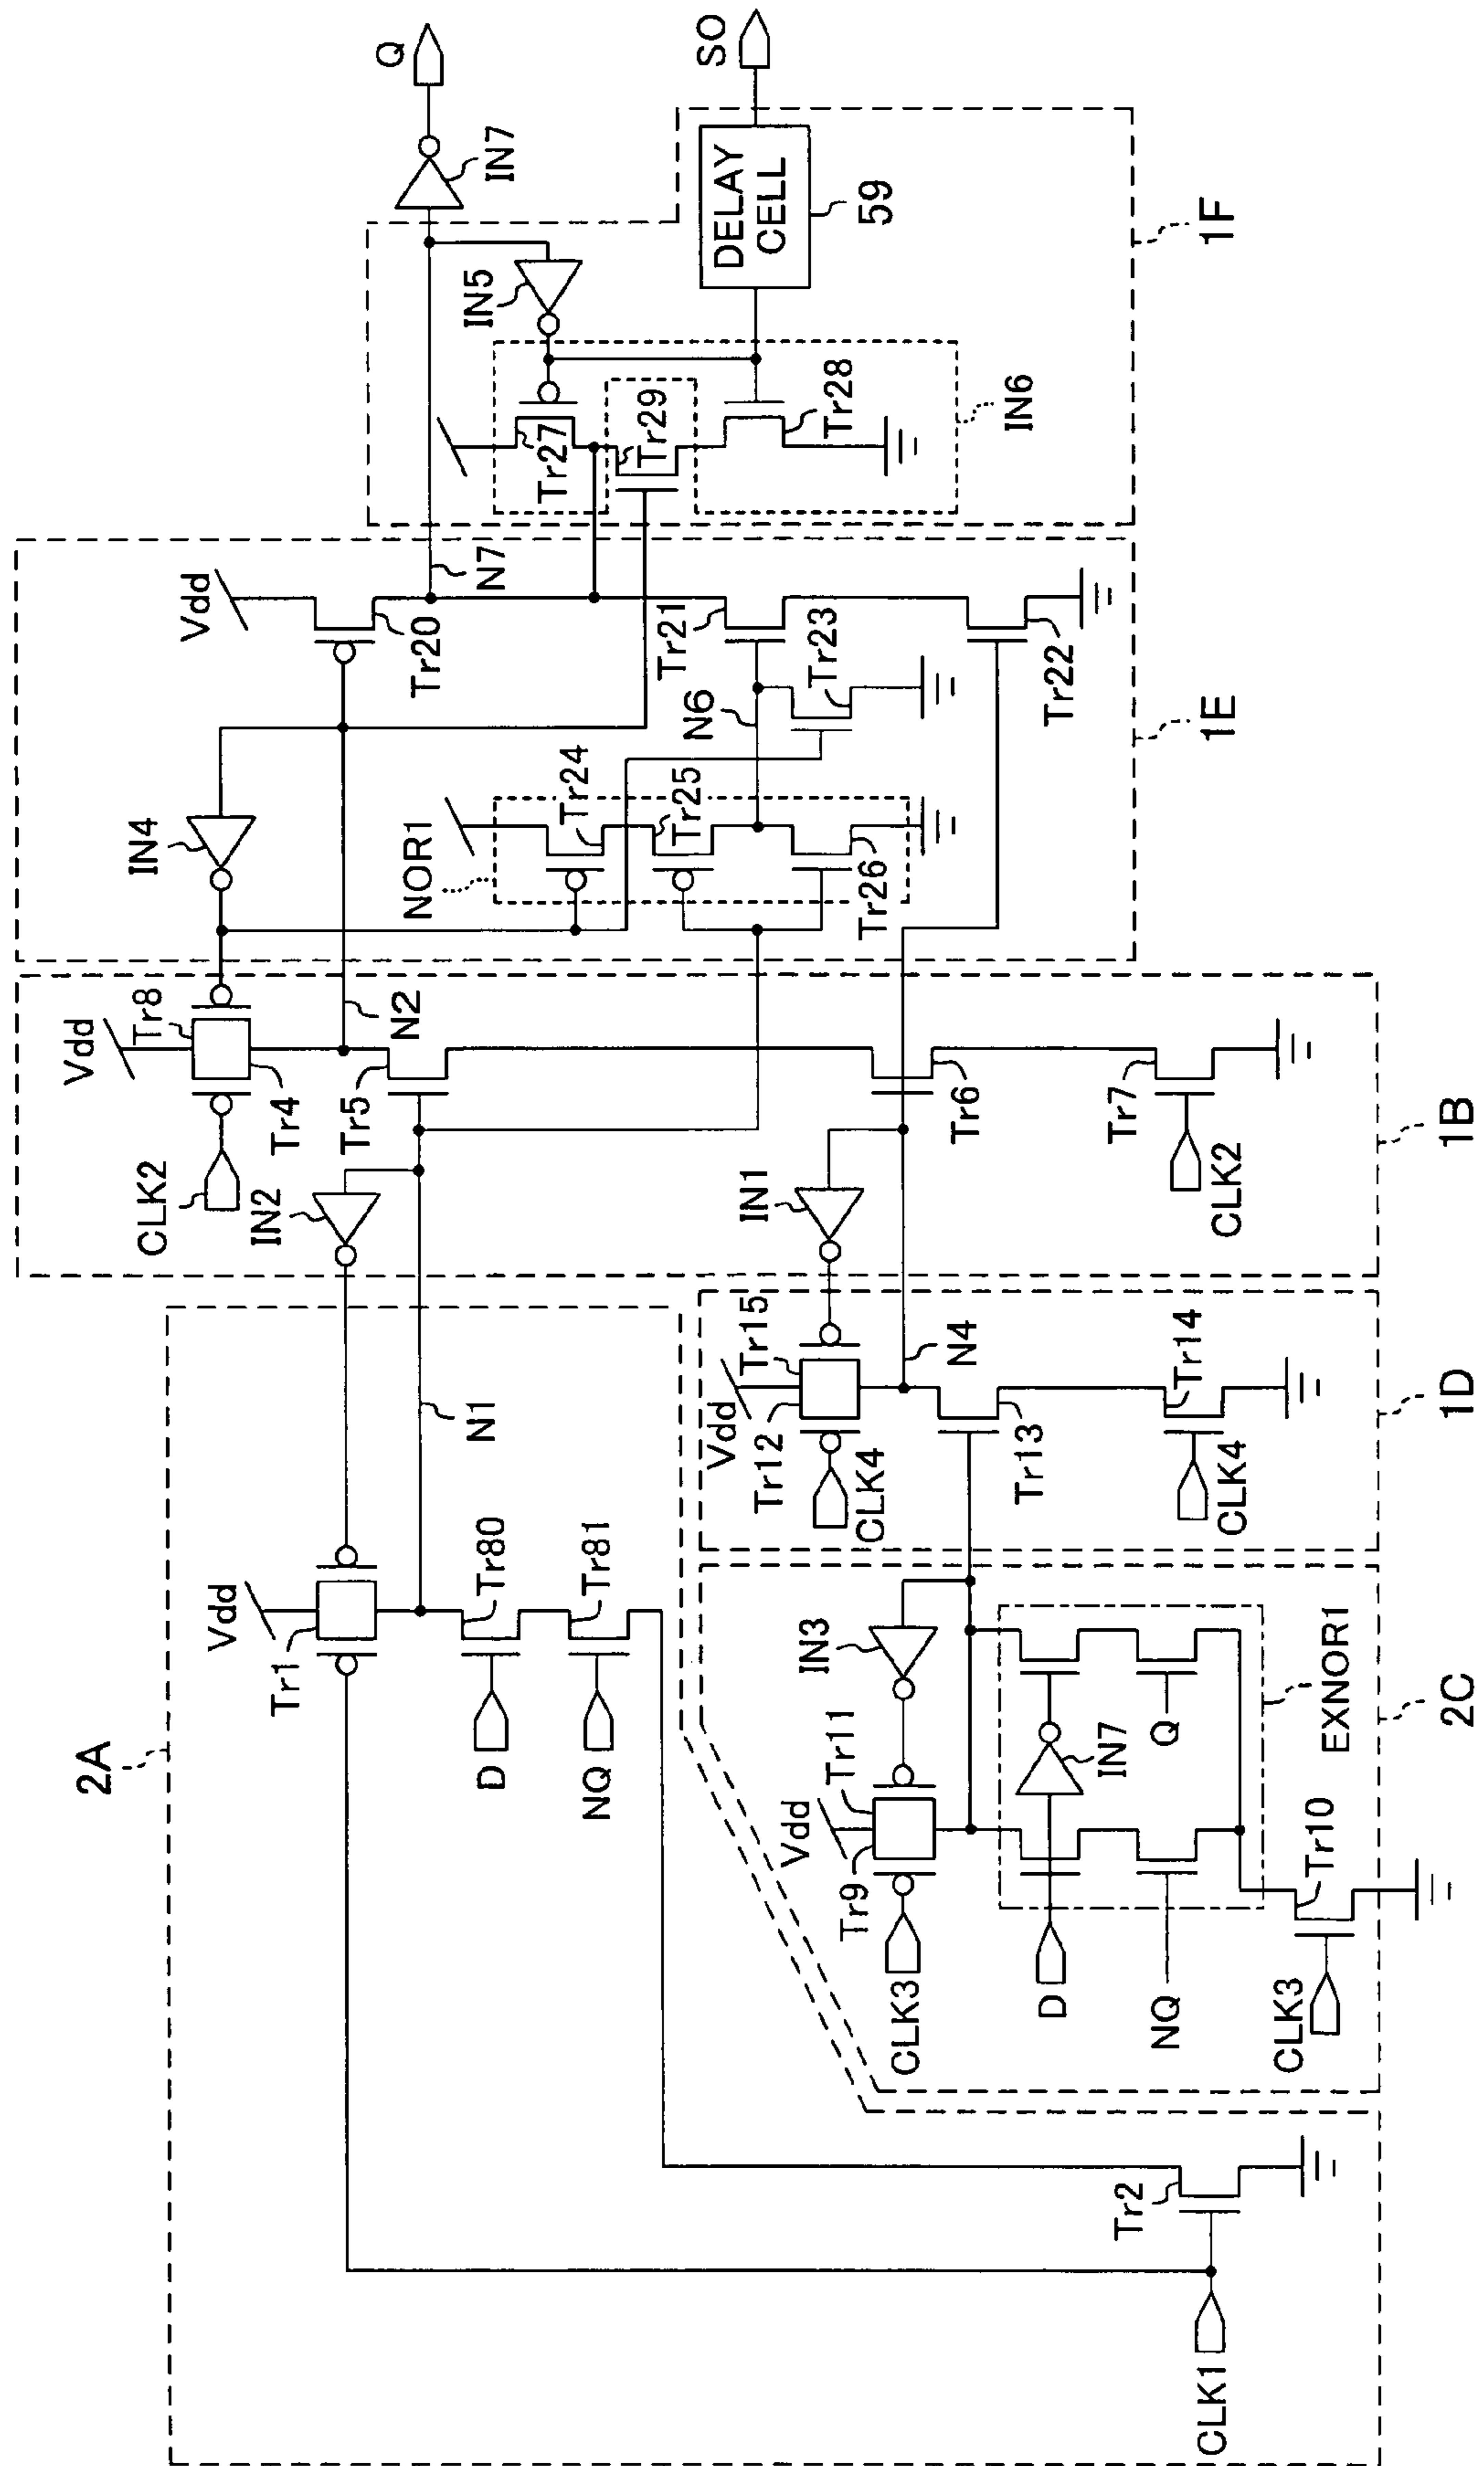 Q
SO
IN7
DELAY
CELL
59
1F
IN5
IN6
Tr27
Tr29
Tr28
Vdd
N7
Tr20
Tr21
Tr23
Tr22
N6
1E
IN4
NOR1
Tr24
Tr25
Tr26
Vdd
Tr8
N2
Tr4
Tr5
Tr6
Tr7
CLK2
IN2
IN1
CLK2
1B
Vdd
Tr15
N4
Tr12
Tr13
Tr14
CLK4
CLK4
1D
N1
2A
Vdd
Tr1
Tr80
Tr81
D
NQ
IN3
Vdd
Tr11
Tr9
CLK3
IN7
Q
EXNOR1
D
NQ
Tr10
CLK3
2C
Tr2
CLK1